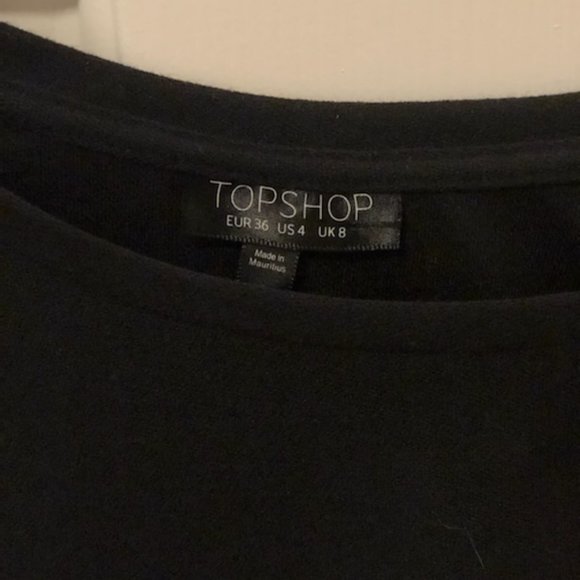 TOPSHOP
EUR 36 US 4 UK 8
Made in
Mauritius